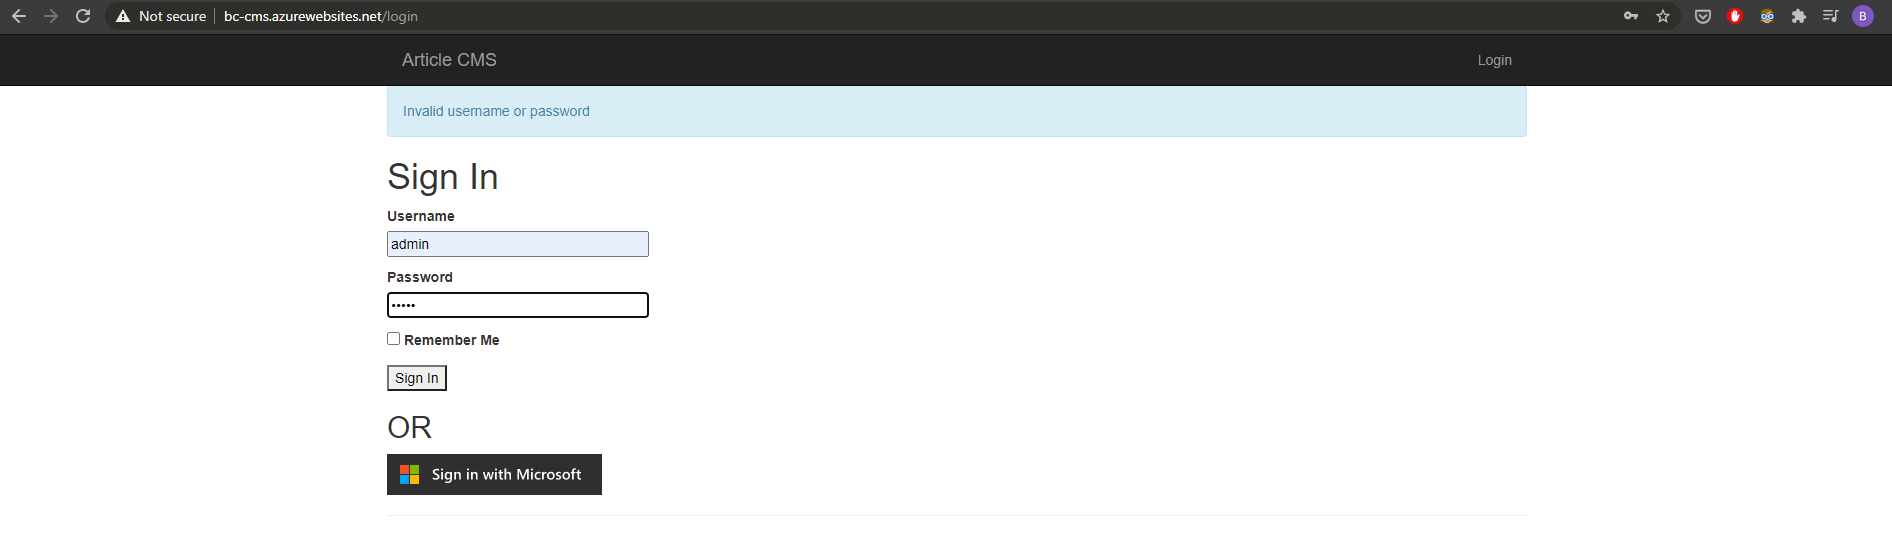 Not secure | bc-cms.azurewebsites.net/login
B
Article CMS
Login
Invalid username or password
Sign In
Username
admin
Password
•••••
Remember Me
Sign In
OR
Sign in with Microsoft